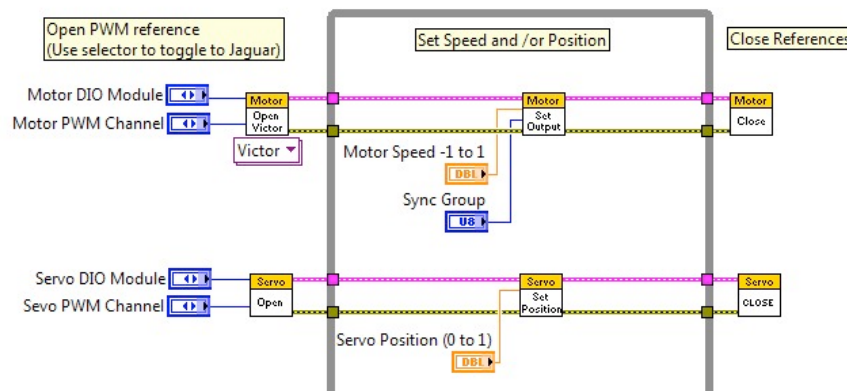 Open PWM reference
(Use selector to toggle to Jaguar)
Set Speed and /or Position
Close References
Motor DIO Module
Motor PWM Channel
Motor
Open
Victor
Victor
Motor
Set
Output
Motor
Close
Motor Speed -1 to 1
DBL
Sync Group
U8
Servo DIO Module
Sevo PWM Channel
Servo
Open
Servo
Set
Position
Servo
CLOSE
Servo Position (0 to 1)
DBL